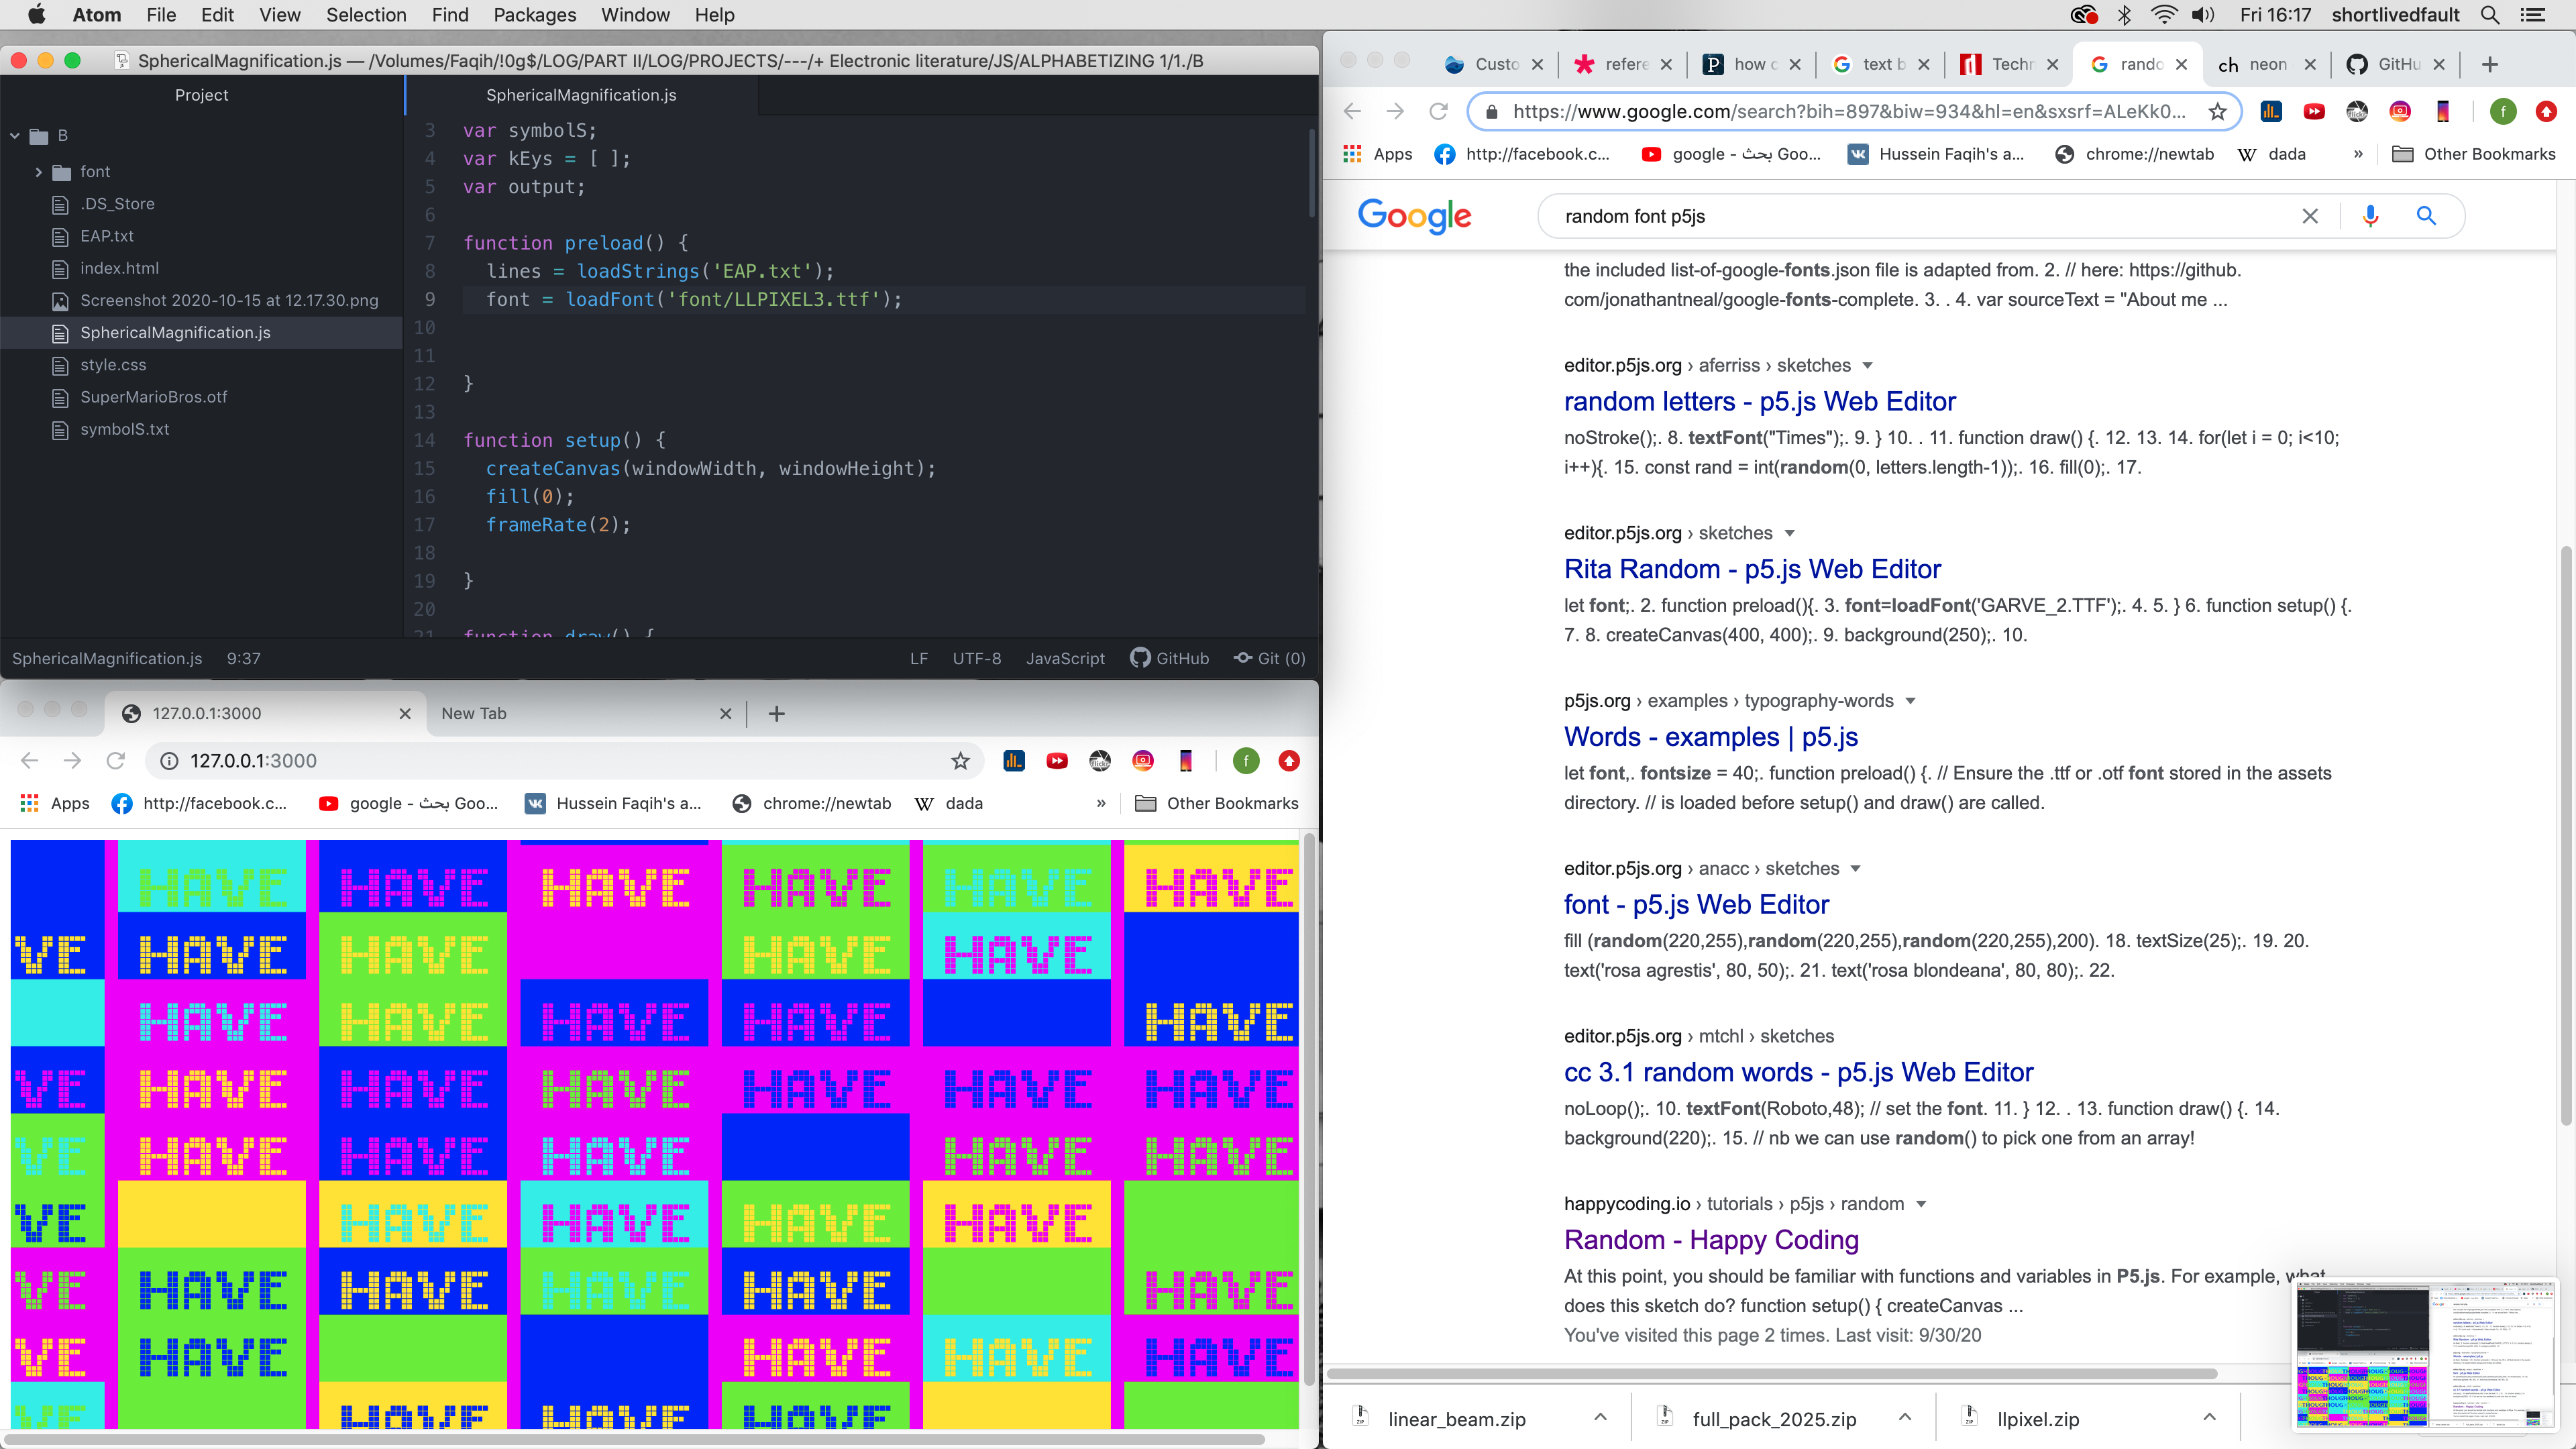 Atom File Edit View Selection Find Packages Window Help
Fri 16:17 shortlivedfault
SphericalMagnification.js — /Volumes/Faqih/!0g$/LOG/PART II/LOG/PROJECTS/---/+ Electronic literature/JS/ALPHABETIZING 1/1./B
Project
B
font
.DS_Store
EAP.txt
index.html
Screenshot 2020-10-15 at 12.17.30.png
SphericalMagnification.js
style.css
SuperMarioBros.otf
symbolS.txt
SphericalMagnification.js
3 var symbolS;
4 var kEys = [ ];
5 var output;
6
7 function preload() {
8 lines = loadStrings('EAP.txt');
9 font = loadFont('font/LLPIXEL3.ttf');
10
11
12 }
13
14 function setup() {
15 createCanvas(windowWidth, windowHeight);
16 fill(0);
17 frameRate(2);
18
19 }
20
21 function draw() {
SphericalMagnification.js 9:37
LF UTF-8 JavaScript GitHub Git (0)
127.0.0.1:3000 New Tab
127.0.0.1:3000
Apps http://facebook.c... google - بحث Goo... Hussein Faqih's a... chrome://newtab dada » Other Bookmarks
HAVE HAVE HAVE HAVE HAVE HAVE
VE HAVE HAVE HAVE HAVE
HAVE HAVE HAVE HAVE HAVE
VE HAVE HAVE HAVE HAVE HAVE HAVE
VE HAVE HAVE HAVE HAVE HAVE
VE HAVE HAVE HAVE HAVE
VE HAVE HAVE HAVE HAVE HAVE
VE HAVE HAVE HAVE HAVE
VE HAVE HAVE HAVE
Custo refere how c text b Techr rando neon GitHu
https://www.google.com/search?bih=897&biw=934&hl=en&sxsrf=ALeKk0...
Apps http://facebook.c... google - بحث Goo... Hussein Faqih's a... chrome://newtab dada » Other Bookmarks
Google
random font p5js
the included list-of-google-fonts.json file is adapted from. 2. // here: https://github.
com/jonathantneal/google-fonts-complete. 3. . 4. var sourceText = "About me ...
editor.p5js.org › aferriss › sketches
random letters - p5.js Web Editor
noStroke();. 8. textFont("Times");. 9. } 10. . 11. function draw() {. 12. 13. 14. for(let i = 0; i<10;
i++){. 15. const rand = int(random(0, letters.length-1));. 16. fill(0);. 17.
editor.p5js.org › sketches
Rita Random - p5.js Web Editor
let font;. 2. function preload(){. 3. font=loadFont('GARVE_2.TTF');. 4. 5. } 6. function setup() {.
7. 8. createCanvas(400, 400);. 9. background(250);. 10.
p5js.org › examples › typography-words
Words - examples | p5.js
let font,. fontsize = 40;. function preload() {. // Ensure the .ttf or .otf font stored in the assets
directory. // is loaded before setup() and draw() are called.
editor.p5js.org › anacc › sketches
font - p5.js Web Editor
fill (random(220,255),random(220,255),random(220,255),200). 18. textSize(25);. 19. 20.
text('rosa agrestis', 80, 50);. 21. text('rosa blondeana', 80, 80);. 22.
editor.p5js.org › mtchl › sketches
cc 3.1 random words - p5.js Web Editor
noLoop();. 10. textFont(Roboto,48); // set the font. 11. } 12. . 13. function draw() {. 14.
background(220);. 15. // nb we can use random() to pick one from an array!
happycoding.io › tutorials › p5js › random
Random - Happy Coding
At this point, you should be familiar with functions and variables in P5.js. For example, what
does this sketch do? function setup() { createCanvas ...
You've visited this page 2 times. Last visit: 9/30/20
linear_beam.zip full_pack_2025.zip llpixel.zip